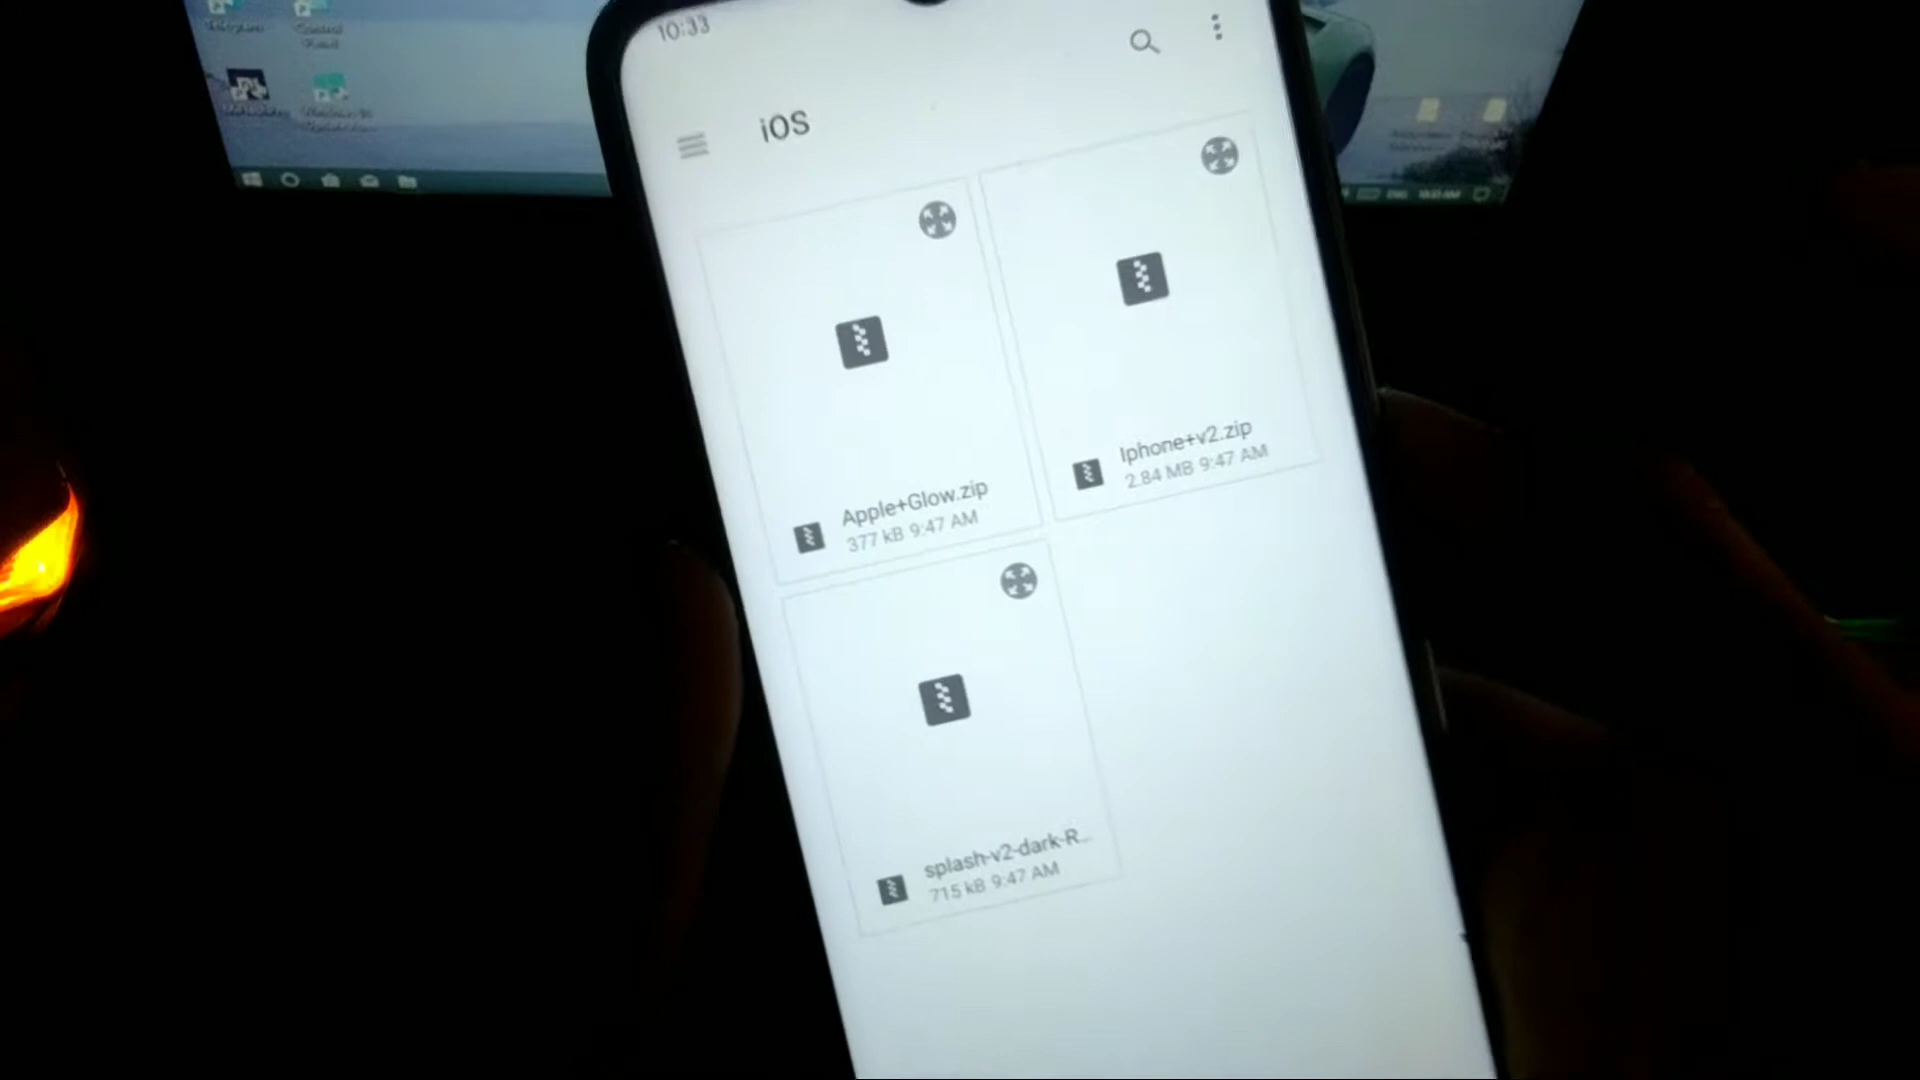 10:33
iOS
Apple+Glow.zip
377 kB 9:47 AM
Iphone+v2.zip
2.84 MB 9:47 AM
splash-v2-dark-R...
715 kB 9:47 AM